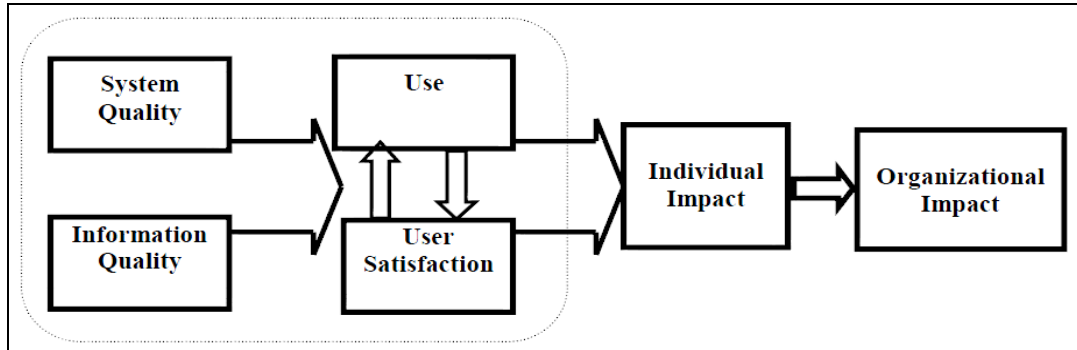 System
Quality
Use
Information
Quality
User
Satisfaction
Individual
Impact
Organizational
Impact